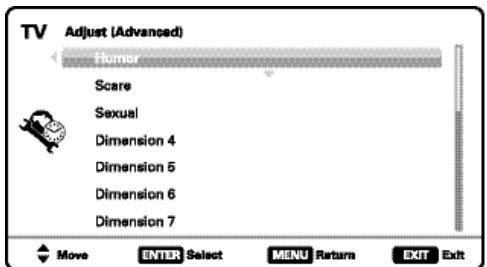 TV Adjust (Advanced)
Humor
Scare
Sexual
Dimension 4
Dimension 5
Dimension 6
Dimension 7
Move ENTER Select MENU Return EXIT Exit